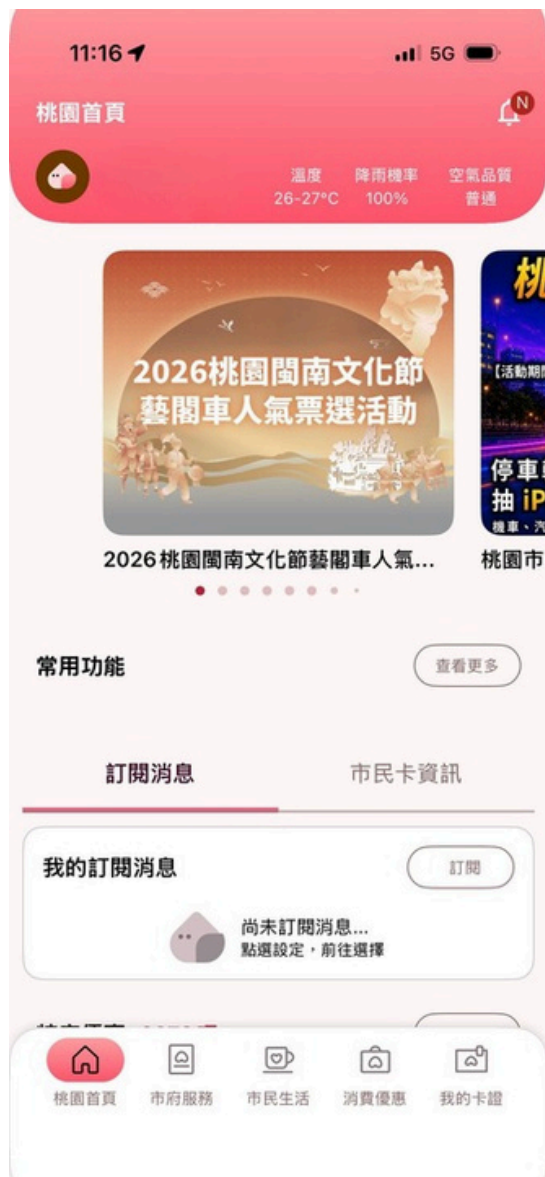 11:16
5G
桃園首頁
N
溫度 降雨機率 空氣品質
26-27°C 100% 普通
2026桃園閩南文化節
藝閣車人氣票選活動
桃
【活動期間
停車
抽 iP
機車、汽
2026桃園閩南文化節藝閣車人氣...
桃園市
常用功能
查看更多
訂閱消息 市民卡資訊
我的訂閱消息
訂閱
尚未訂閱消息...
點選設定，前往選擇
桃園首頁 市府服務 市民生活 消費優惠 我的卡證